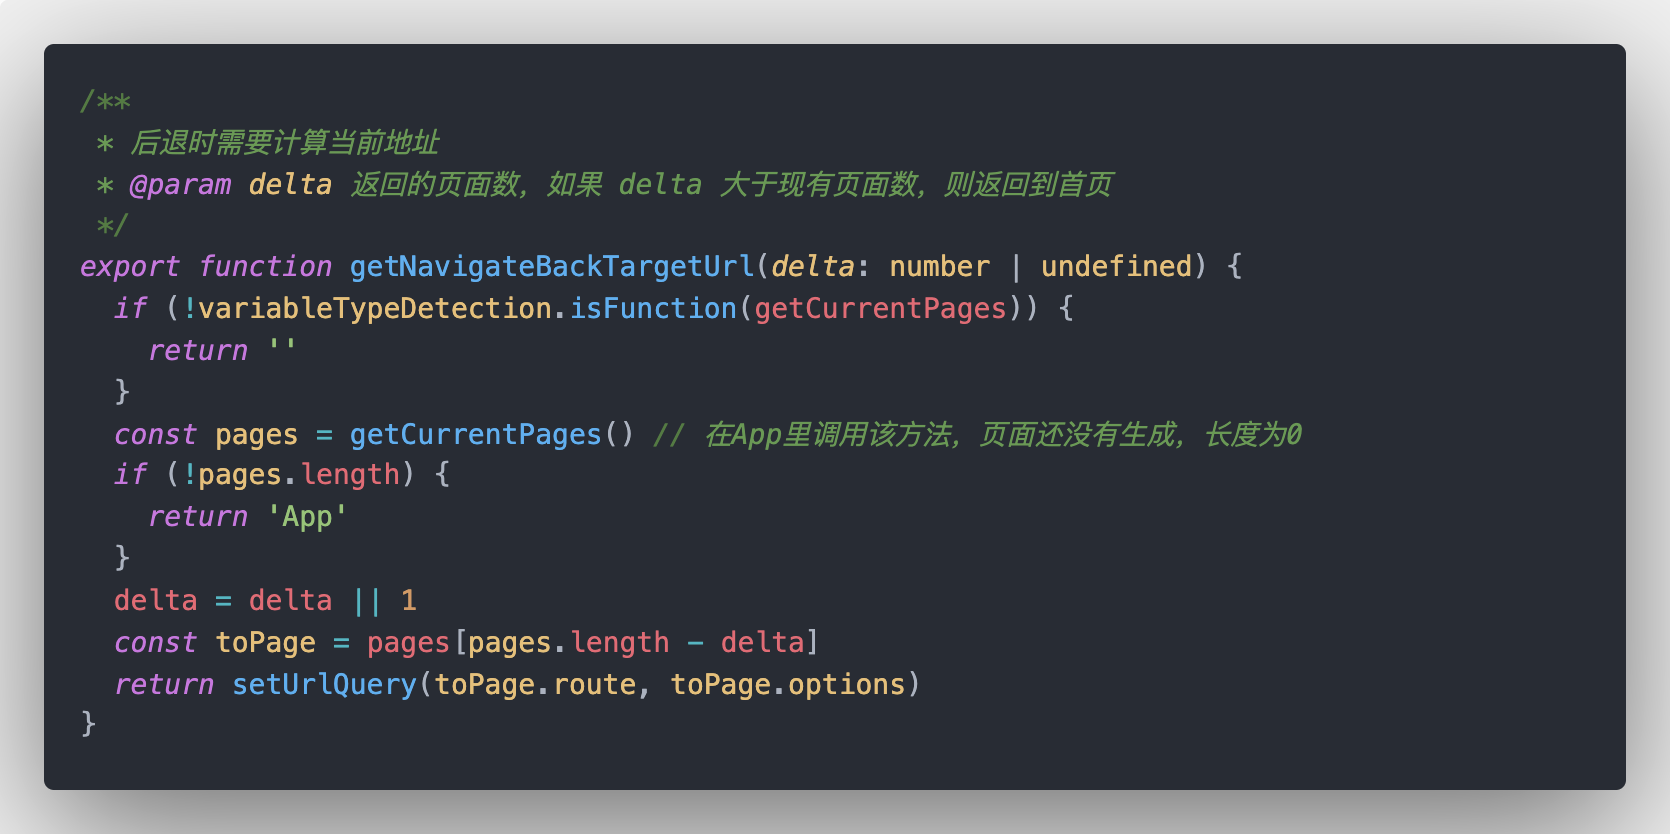 /**
 * 后退时需要计算当前地址
 * @param delta 返回的页面数，如果 delta 大于现有页面数，则返回到首页
 */
export function getNavigateBackTargetUrl(delta: number | undefined) {
  if (!variableTypeDetection.isFunction(getCurrentPages)) {
    return ''
  }
  const pages = getCurrentPages() // 在App里调用该方法，页面还没有生成，长度为0
  if (!pages.length) {
    return 'App'
  }
  delta = delta || 1
  const toPage = pages[pages.length - delta]
  return setUrlQuery(toPage.route, toPage.options)
}